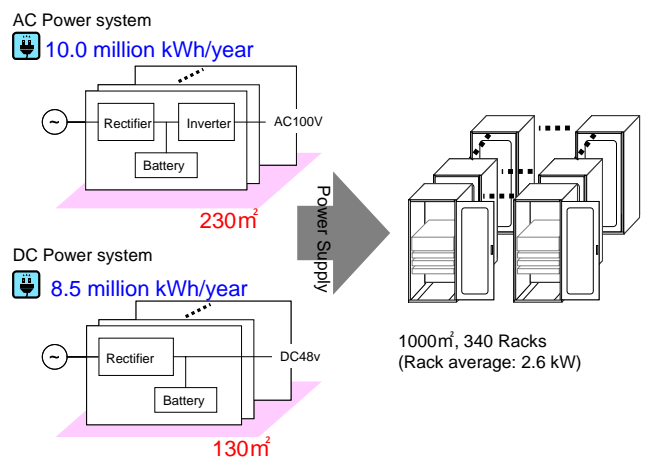 AC Power system
10.0 million kWh/year
~
Rectifier
Inverter
AC100V
Battery
230㎡
DC Power system
8.5 million kWh/year
~
Rectifier
DC48v
Battery
130㎡
Power Supply
1000㎡, 340 Racks
(Rack average: 2.6 kW)